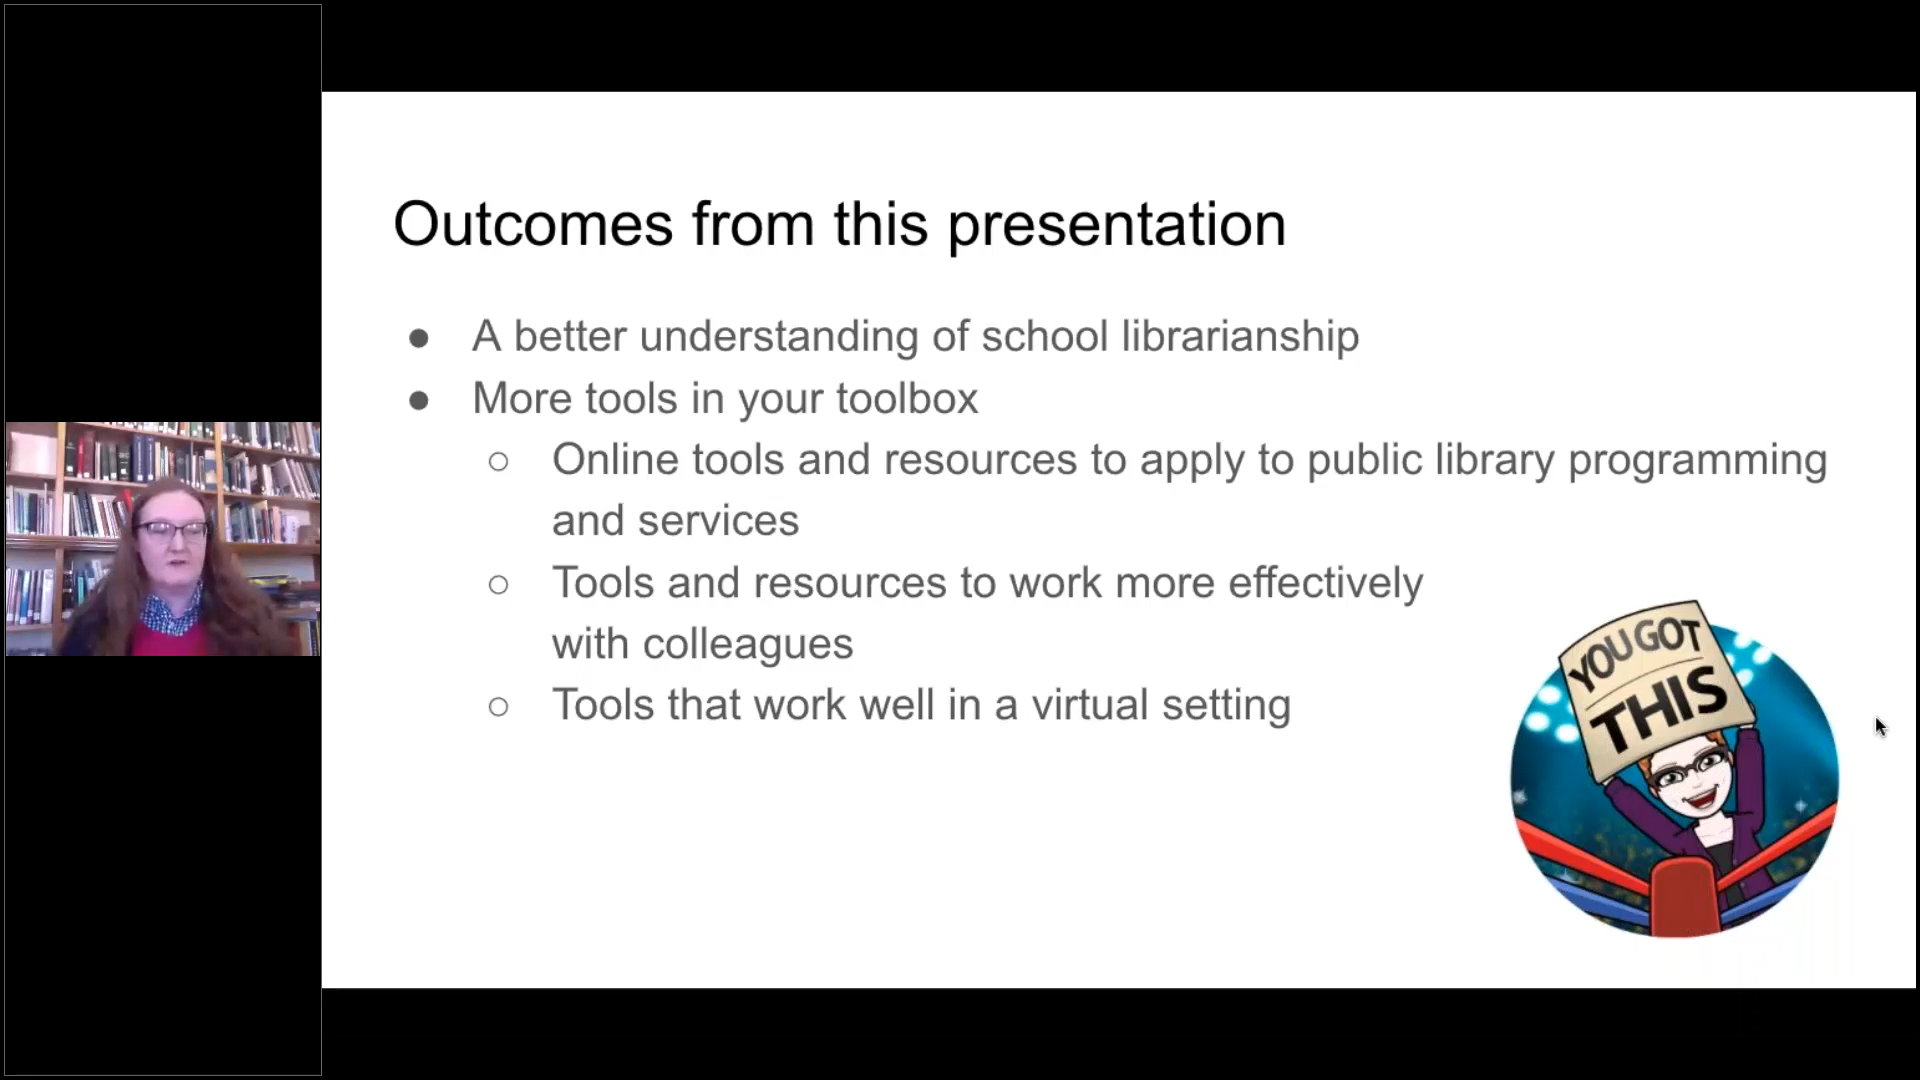 Outcomes from this presentation
● A better understanding of school librarianship
● More tools in your toolbox
○ Online tools and resources to apply to public library programming
and services
○ Tools and resources to work more effectively
with colleagues
○ Tools that work well in a virtual setting
YOU GOT
THIS